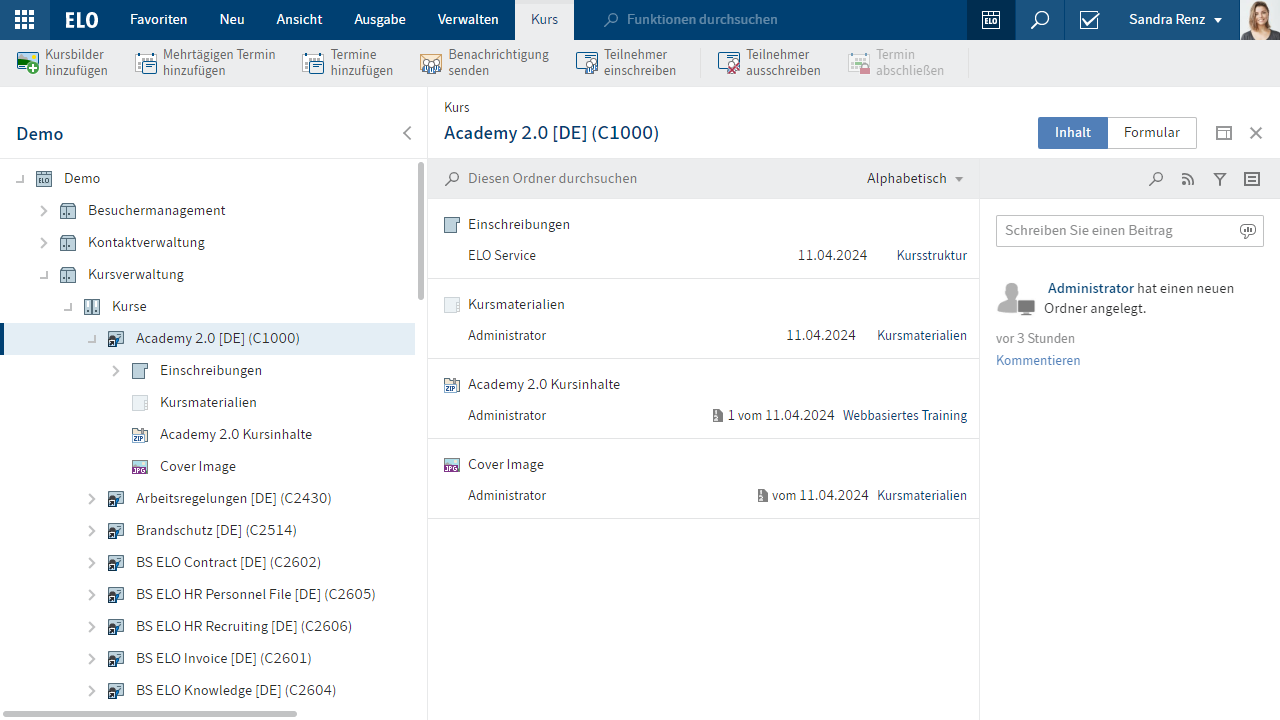 ELO Favoriten Neu Ansicht Ausgabe Verwalten Kurs Funktionen durchsuchen ELO Sandra Renz
Kursbilder hinzufügen
Mehrtägigen Termin hinzufügen
Termine hinzufügen
Benachrichtigung senden
Teilnehmer einschreiben
Teilnehmer ausschreiben
Termin abschließen
Demo
ELO Demo
Besuchermanagement
Kontaktverwaltung
Kursverwaltung
Kurse
Academy 2.0 [DE] (C1000)
Einschreibungen
Kursmaterialien
ZIP Academy 2.0 Kursinhalte
JPG Cover Image
Arbeitsregelungen [DE] (C2430)
Brandschutz [DE] (C2514)
BS ELO Contract [DE] (C2602)
BS ELO HR Personnel File [DE] (C2605)
BS ELO HR Recruiting [DE] (C2606)
BS ELO Invoice [DE] (C2601)
BS ELO Knowledge [DE] (C2604)
Kurs
Academy 2.0 [DE] (C1000)
Inhalt Formular
Diesen Ordner durchsuchen Alphabetisch
Einschreibungen
ELO Service 11.04.2024 Kursstruktur
Kursmaterialien
Administrator 11.04.2024 Kursmaterialien
ZIP Academy 2.0 Kursinhalte
Administrator 1 vom 11.04.2024 Webbasiertes Training
JPG Cover Image
Administrator vom 11.04.2024 Kursmaterialien
Schreiben Sie einen Beitrag
Administrator hat einen neuen
Ordner angelegt.
vor 3 Stunden
Kommentieren